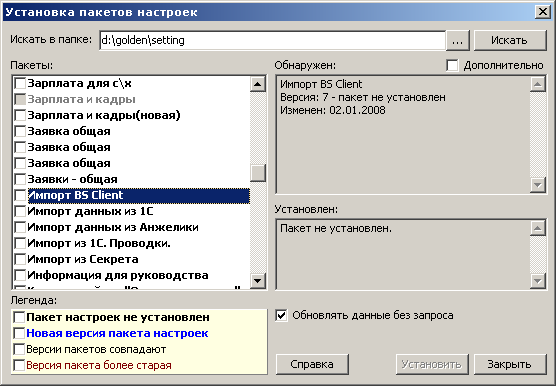 Установка пакетов настроек
Искать в папке: d:\golden\setting ... Искать
Пакеты:
Зарплата для с\х
Зарплата и кадры
Зарплата и кадры(новая)
Заявка общая
Заявка общая
Заявка общая
Заявки - общая
Импорт BS Client
Импорт данных из 1С
Импорт данных из Анжелики
Импорт из 1С. Проводки.
Импорт из Секрета
Информация для руководства
Обнаружен: Дополнительно
Импорт BS Client
Версия: 7 - пакет не установлен
Изменен: 02.01.2008
Установлен:
Пакет не установлен.
Легенда:
Пакет настроек не установлен
Новая версия пакета настроек
Версии пакетов совпадают
Версия пакета более старая
Обновлять данные без запроса
Справка Установить Закрыть